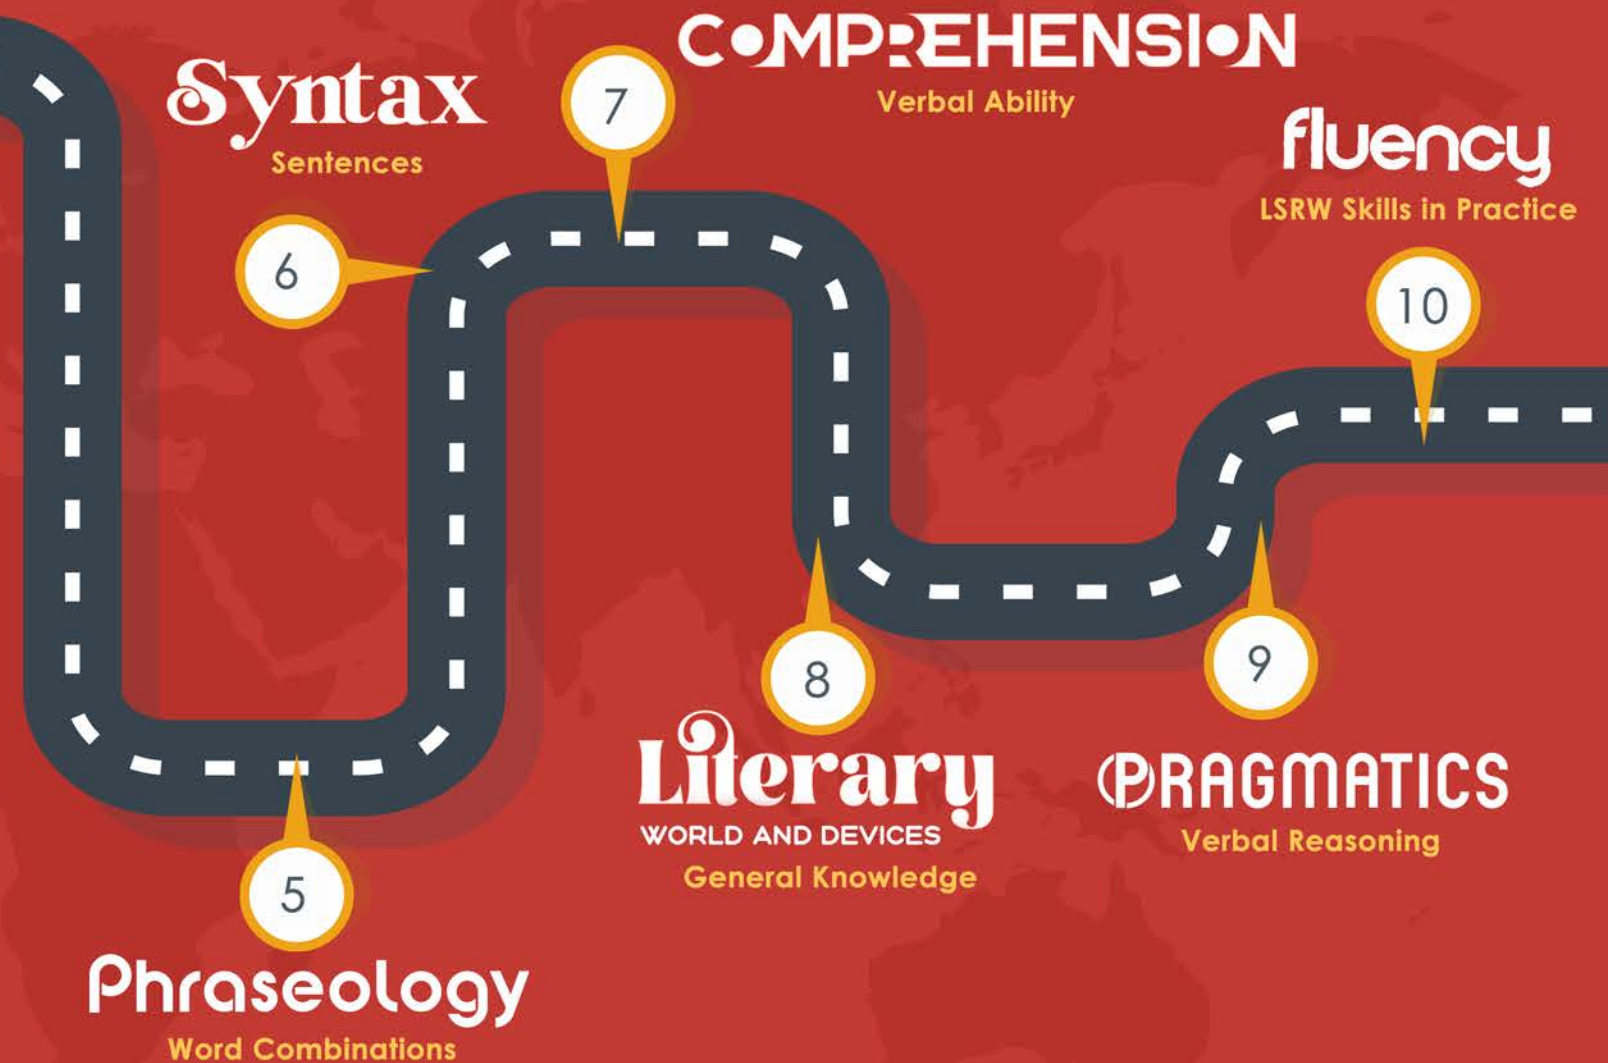 Syntax
Sentences
6
7
COMPREHENSION
Verbal Ability
fluency
LSRW Skills in Practice
10
8
Literary
WORLD AND DEVICES
General Knowledge
9
PRAGMATICS
Verbal Reasoning
5
Phraseology
Word Combinations